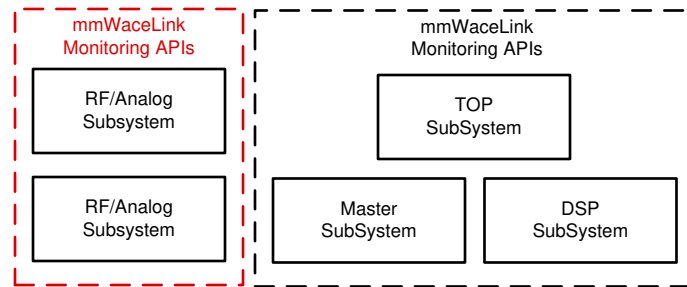 mmWaceLink
Monitoring APIs
RF/Analog
Subsystem
RF/Analog
Subsystem
mmWaceLink
Monitoring APIs
TOP
SubSystem
Master
SubSystem
DSP
SubSystem